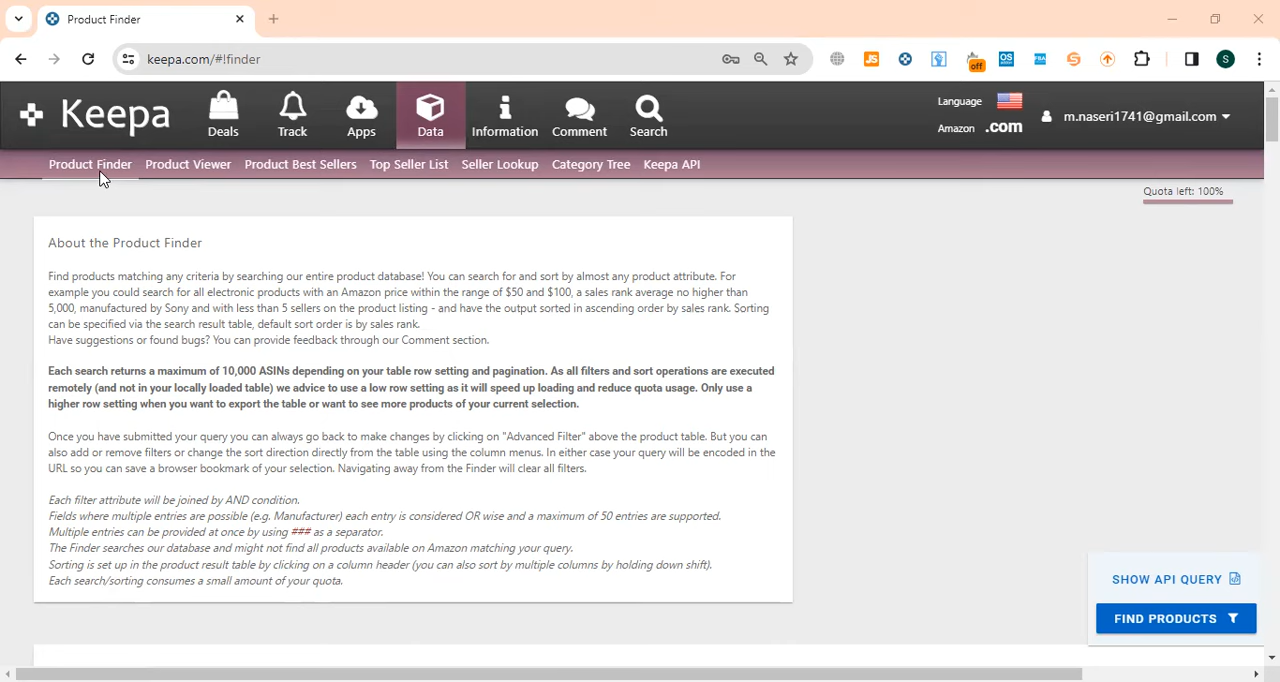 Product Finder
keepa.com/#!finder
JS
off
OS
FBA
S
Keepa
Deals
Track
Apps
Data
Information
Comment
Search
Language
Amazon .com
m.naseri1741@gmail.com
Product Finder Product Viewer Product Best Sellers Top Seller List Seller Lookup Category Tree Keepa API
Quota left: 100%
About the Product Finder
Find products matching any criteria by searching our entire product database! You can search for and sort by almost any product attribute. For
example you could search for all electronic products with an Amazon price within the range of $50 and $100, a sales rank average no higher than
5,000, manufactured by Sony and with less than 5 sellers on the product listing - and have the output sorted in ascending order by sales rank. Sorting
can be specified via the search result table, default sort order is by sales rank.
Have suggestions or found bugs? You can provide feedback through our Comment section.
Each search returns a maximum of 10,000 ASINs depending on your table row setting and pagination. As all filters and sort operations are executed
remotely (and not in your locally loaded table) we advice to use a low row setting as it will speed up loading and reduce quota usage. Only use a
higher row setting when you want to export the table or want to see more products of your current selection.
Once you have submitted your query you can always go back to make changes by clicking on "Advanced Filter" above the product table. But you can
also add or remove filters or change the sort direction directly from the table using the column menus. In either case your query will be encoded in the
URL so you can save a browser bookmark of your selection. Navigating away from the Finder will clear all filters.
Each filter attribute will be joined by AND condition.
Fields where multiple entries are possible (e.g. Manufacturer) each entry is considered OR wise and a maximum of 50 entries are supported.
Multiple entries can be provided at once by using ### as a separator.
The Finder searches our database and might not find all products available on Amazon matching your query.
Sorting is set up in the product result table by clicking on a column header (you can also sort by multiple columns by holding down shift).
Each search/sorting consumes a small amount of your quota.
SHOW API QUERY
FIND PRODUCTS